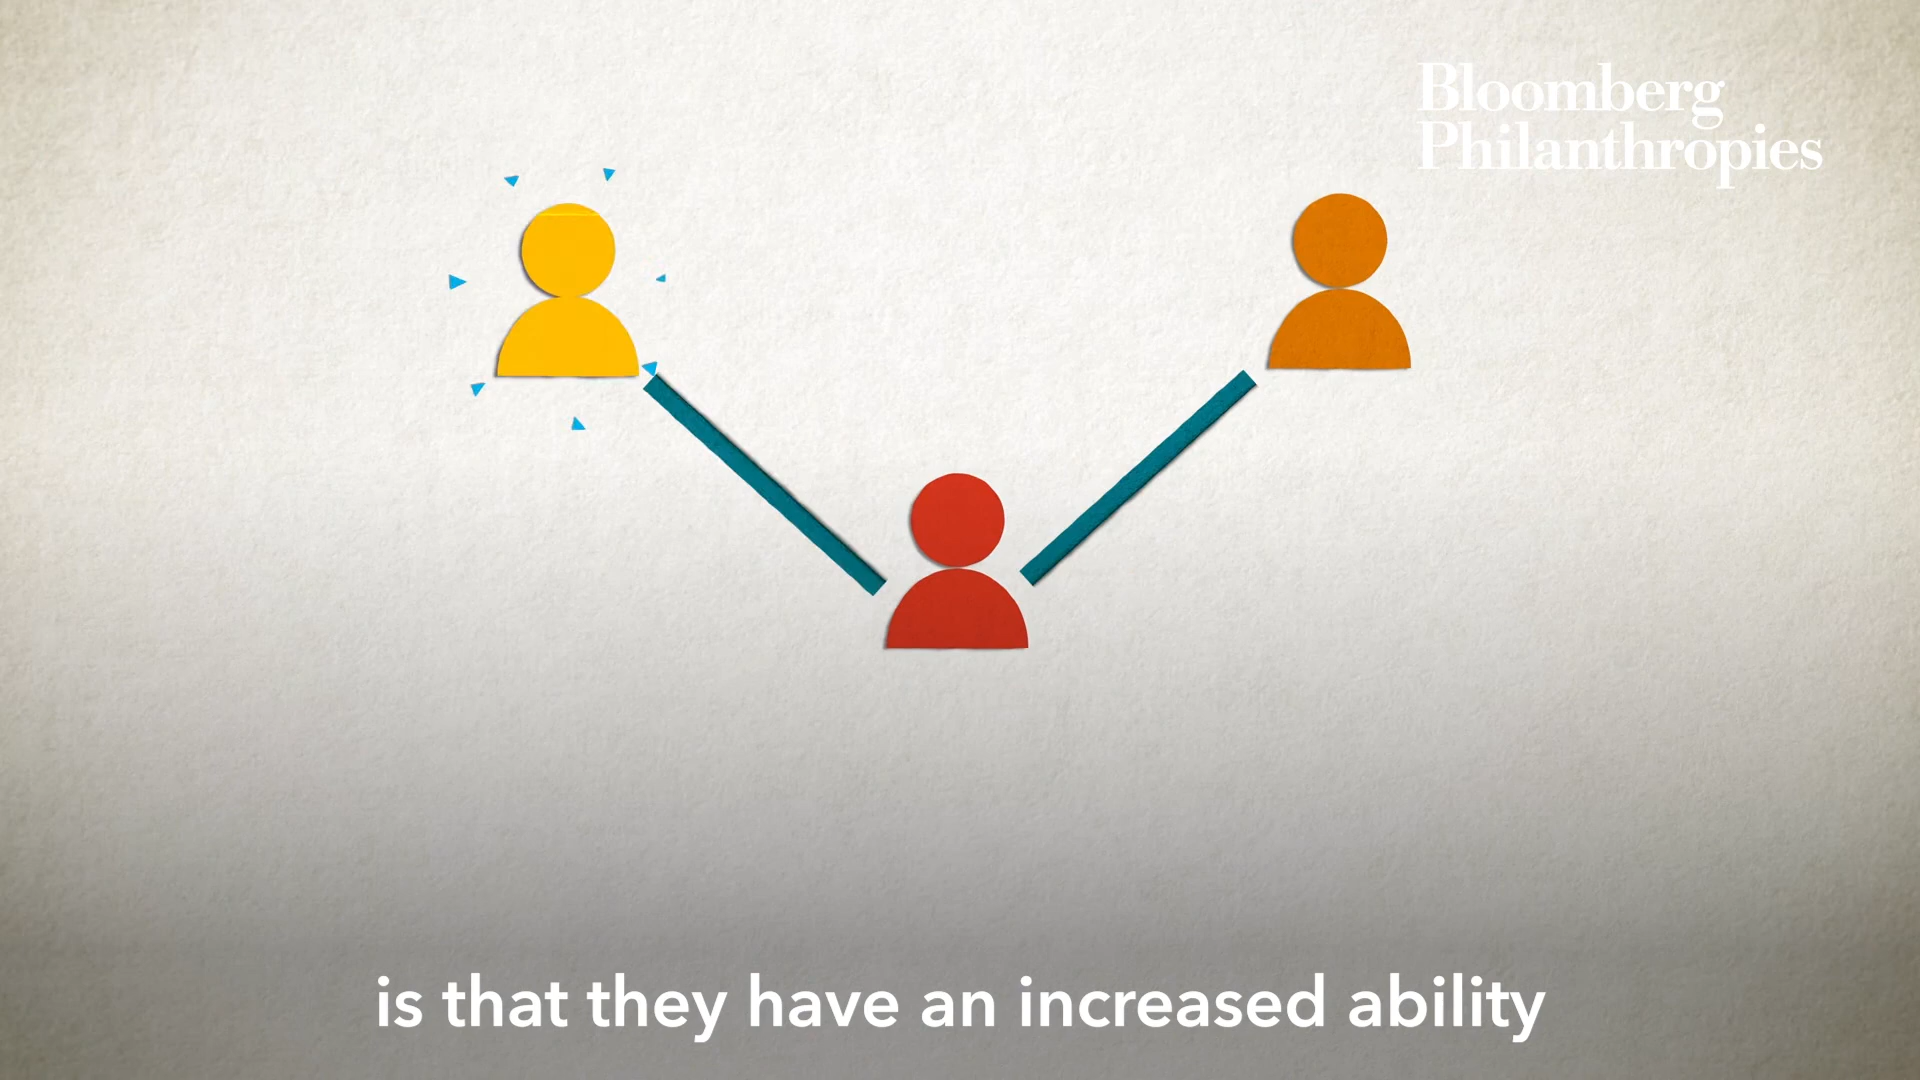 Bloomberg
Philanthropies
is that they have an increased ability